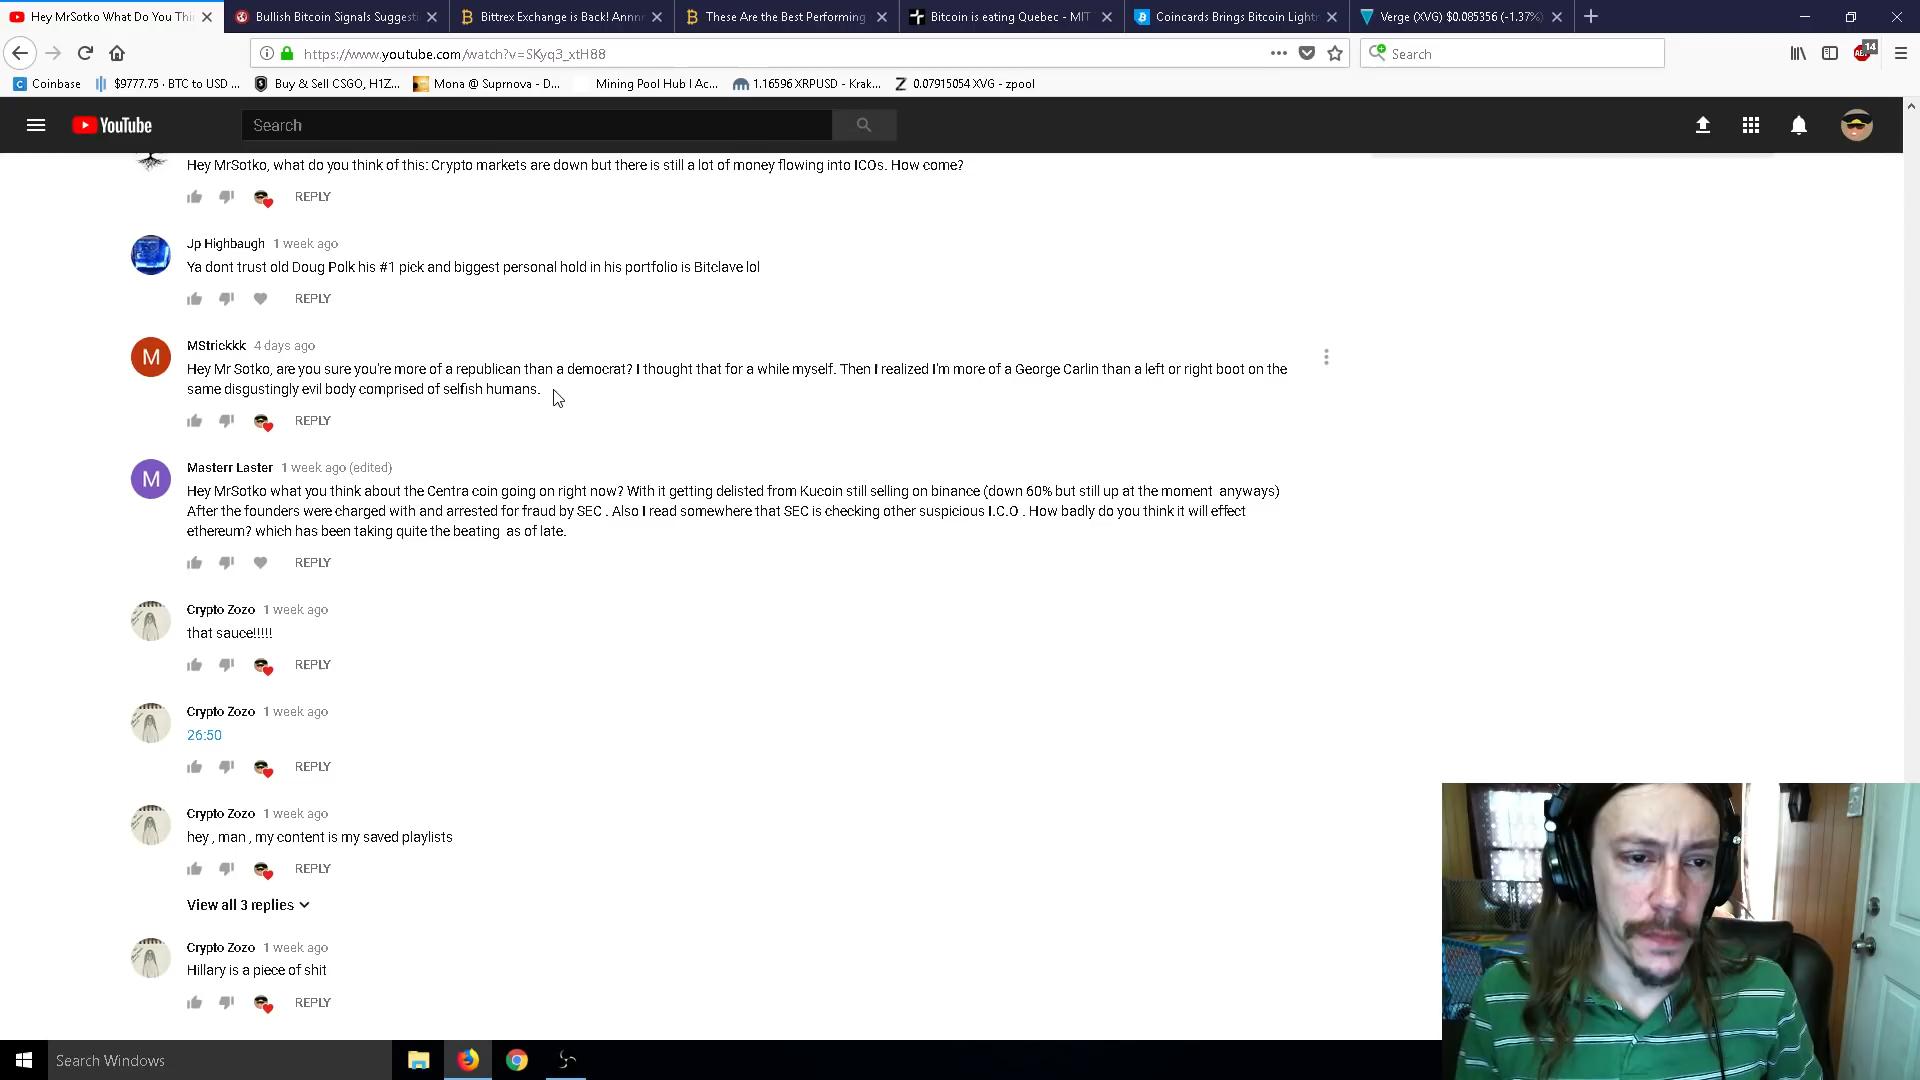 Hey MrSotko What Do You Thi
Bullish Bitcoin Signals Suggesti
Bittrex Exchange is Back! Annn
These Are the Best Performing
Bitcoin is eating Quebec - MIT
Coincards Brings Bitcoin Lightn
Verge (XVG) $0.085356 (-1.37%)
https://www.youtube.com/watch?v=SKyq3_xtH88
Search
14
Coinbase
$9777.75 · BTC to USD ...
Buy & Sell CSGO, H1Z...
Mona @ Suprnova - D...
Mining Pool Hub | Ac...
1.16596 XRPUSD - Krak...
0.07915054 XVG - zpool
YouTube
Search
Hey MrSotko, what do you think of this: Crypto markets are down but there is still a lot of money flowing into ICOs. How come?
REPLY
Jp Highbaugh 1 week ago
Ya dont trust old Doug Polk his #1 pick and biggest personal hold in his portfolio is Bitclave lol
REPLY
M
MStrickkk 4 days ago
Hey Mr Sotko, are you sure you're more of a republican than a democrat? I thought that for a while myself. Then I realized I'm more of a George Carlin than a left or right boot on the
same disgustingly evil body comprised of selfish humans.
REPLY
M
Masterr Laster 1 week ago (edited)
Hey MrSotko what you think about the Centra coin going on right now? With it getting delisted from Kucoin still selling on binance (down 60% but still up at the moment anyways)
After the founders were charged with and arrested for fraud by SEC . Also I read somewhere that SEC is checking other suspicious I.C.O . How badly do you think it will effect
ethereum? which has been taking quite the beating as of late.
REPLY
Crypto Zozo 1 week ago
that sauce!!!!!
REPLY
Crypto Zozo 1 week ago
26:50
REPLY
Crypto Zozo 1 week ago
hey , man , my content is my saved playlists
REPLY
View all 3 replies
Crypto Zozo 1 week ago
Hillary is a piece of shit
REPLY
Search Windows